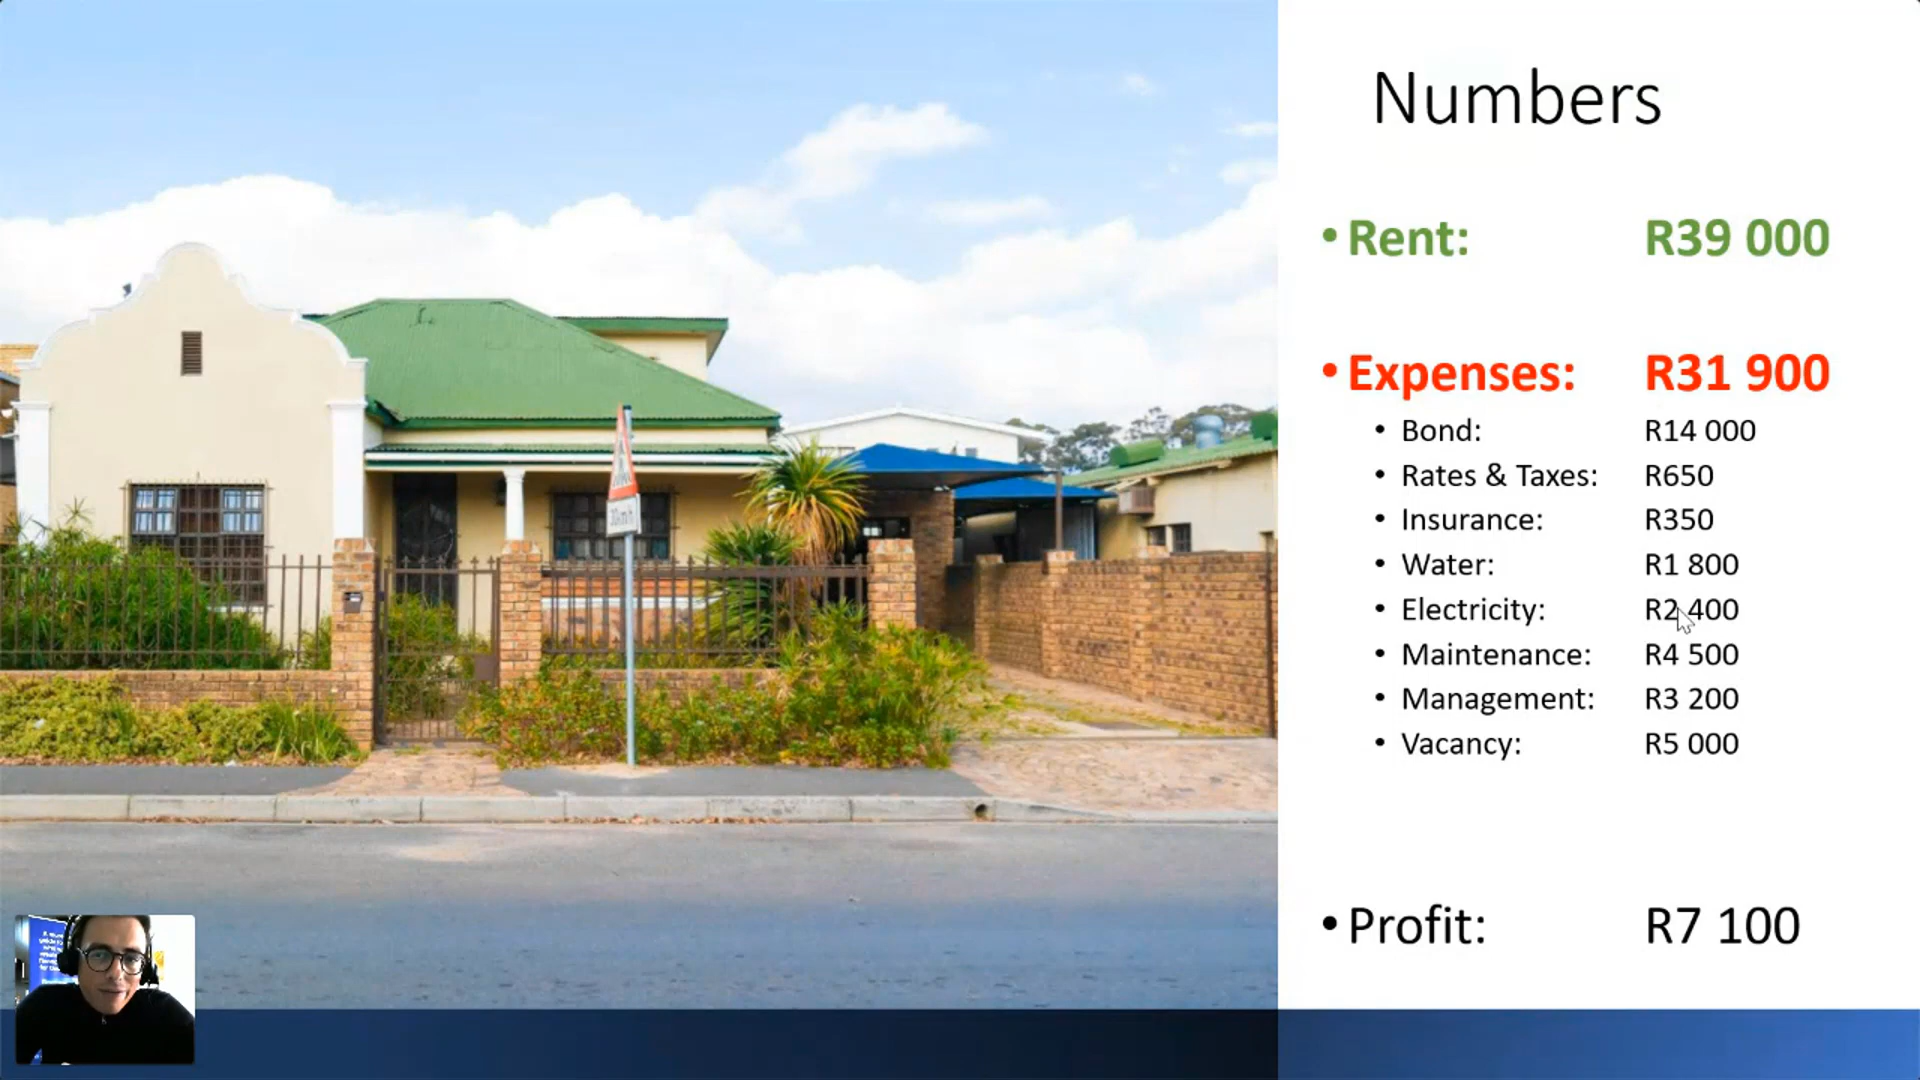 Numbers
• Rent: R39 000
• Expenses: R31 900
• Bond: R14 000
• Rates & Taxes: R650
• Insurance: R350
• Water: R1 800
• Electricity: R2 400
• Maintenance: R4 500
• Management: R3 200
• Vacancy: R5 000
• Profit: R7 100